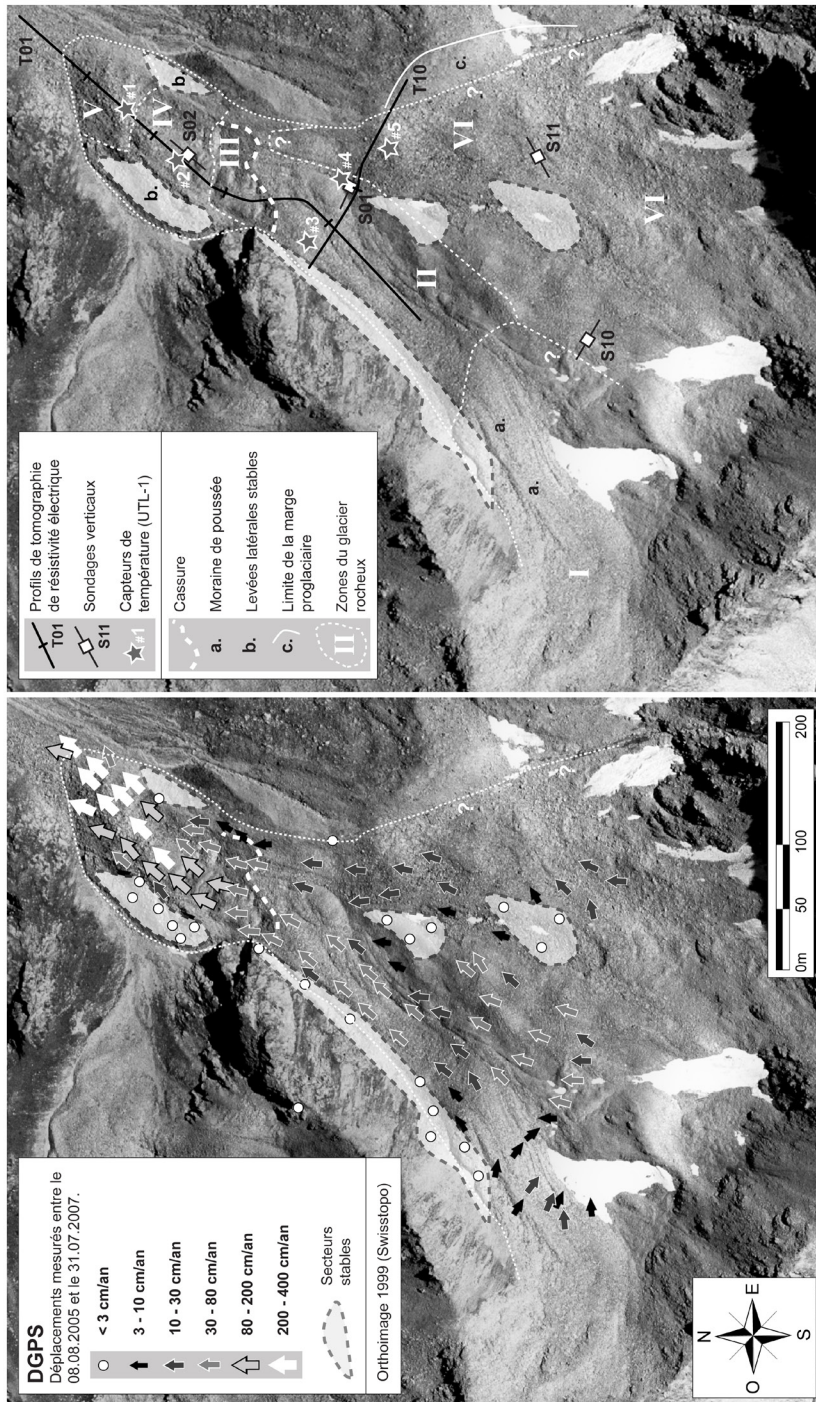 DGPS
Déplacements mesurés entre le
08.08.2005 et le 31.07.2007.
< 3 cm/an
3 - 10 cm/an
10 - 30 cm/an
30 - 80 cm/an
80 - 200 cm/an
200 - 400 cm/an
Secteurs
stables
Orthoimage 1999 (Swisstopo)
?
?
N
O
E
S
0m
50
100
200
T01
Profils de tomographie
de résistivité électrique
S11
Sondages verticaux
#1
Capteurs de
température (UTL-1)
Cassure
a.
Moraine de poussée
b.
Levées latérales stables
c.
Limite de la marge
proglaciaire
II
Zones du glacier
rocheux
T01
V
#1
b.
b.
IV
#2
S02
III
?
#3
#4
S01
#5
T10
c.
?
?
II
VI
S11
a.
a.
?
I
S10
VI